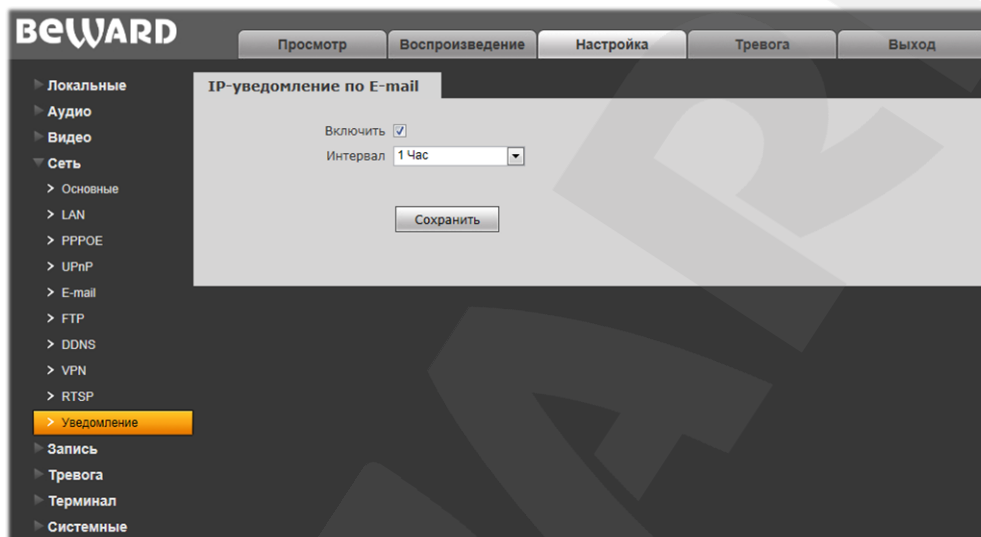 BEWARD
Просмотр Воспроизведение Настройка Тревога Выход
Локальные
Аудио
Видео
Сеть
Основные
LAN
PPPOE
UPnP
E-mail
FTP
DDNS
VPN
RTSP
Уведомление
Запись
Тревога
Терминал
Системные
IP-уведомление по E-mail
Включить
Интервал 1 Час
Сохранить